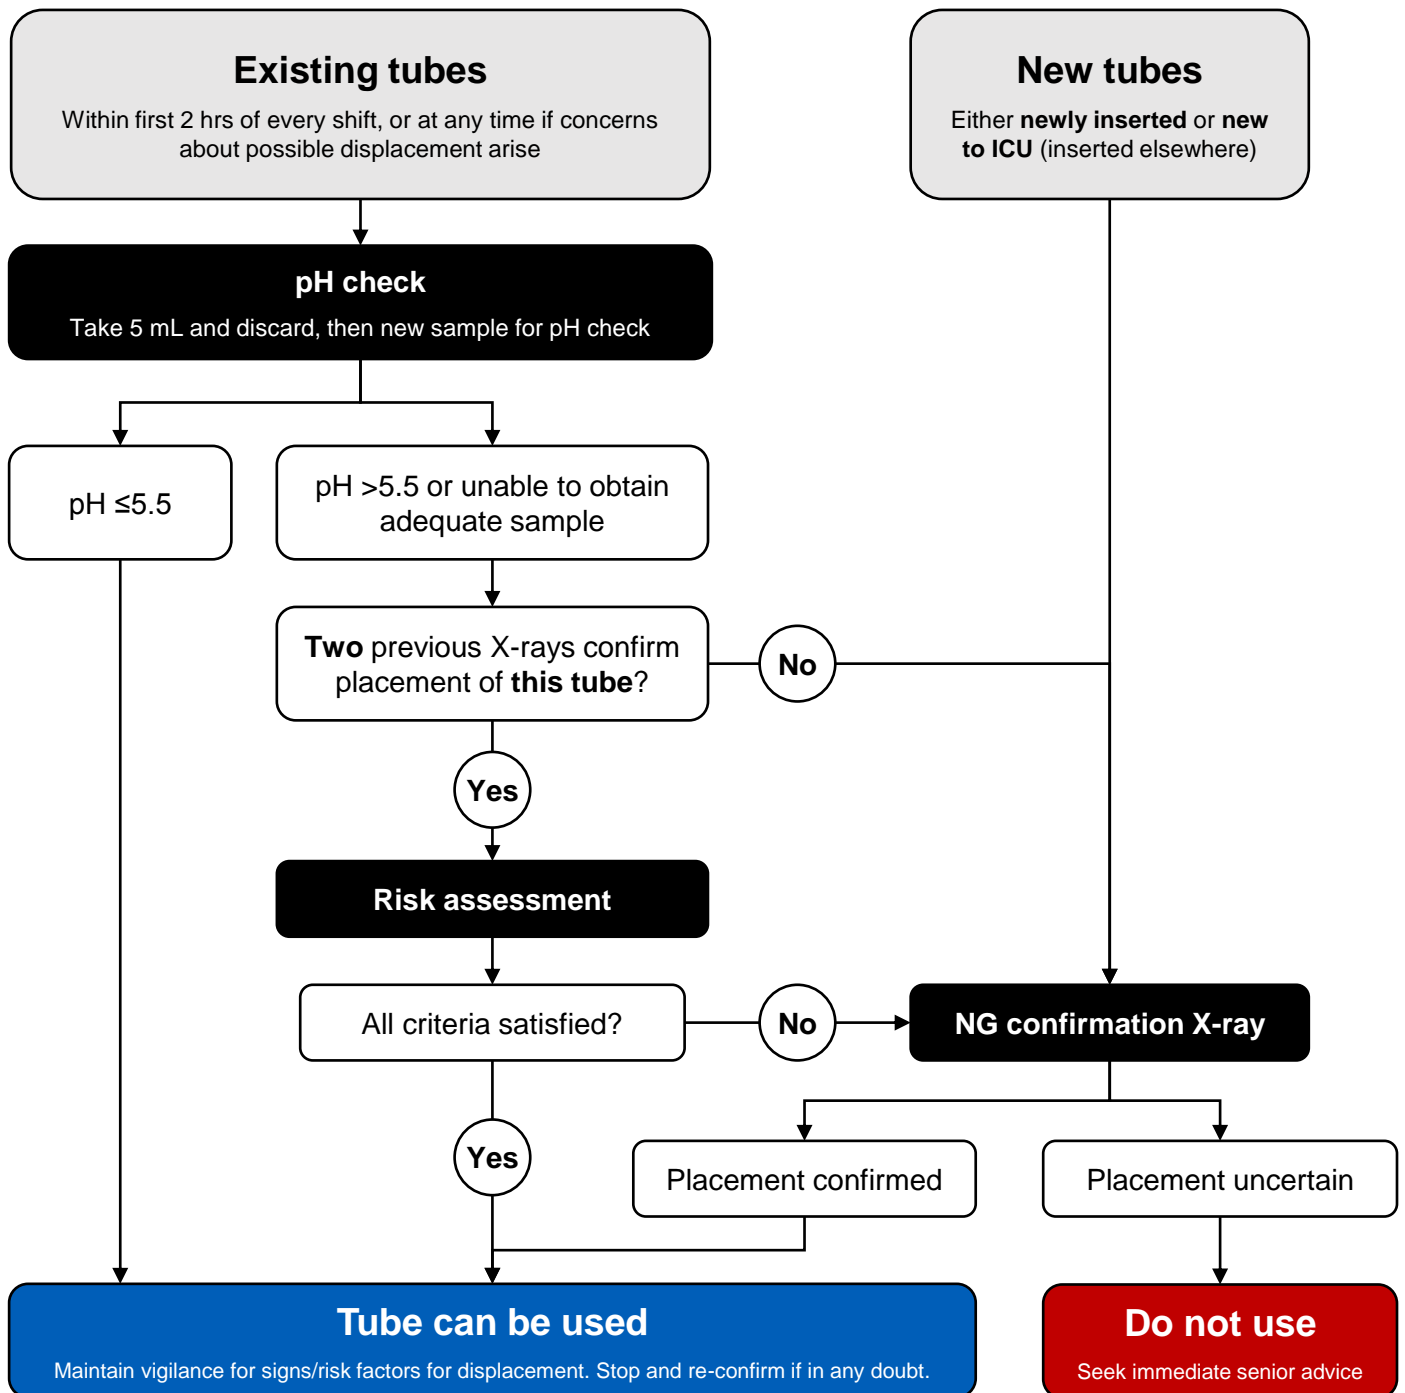 Existing tubes
Within first 2 hrs of every shift, or at any time if concerns
about possible displacement arise
New tubes
Either newly inserted or new
to ICU (inserted elsewhere)
pH check
Take 5 mL and discard, then new sample for pH check
pH ≤5.5
pH >5.5 or unable to obtain
adequate sample
Two previous X-rays confirm
placement of this tube?
No
Yes
Risk assessment
All criteria satisfied?
No
NG confirmation X-ray
Yes
Placement confirmed
Placement uncertain
Tube can be used
Maintain vigilance for signs/risk factors for displacement. Stop and re-confirm if in any doubt.
Do not use
Seek immediate senior advice